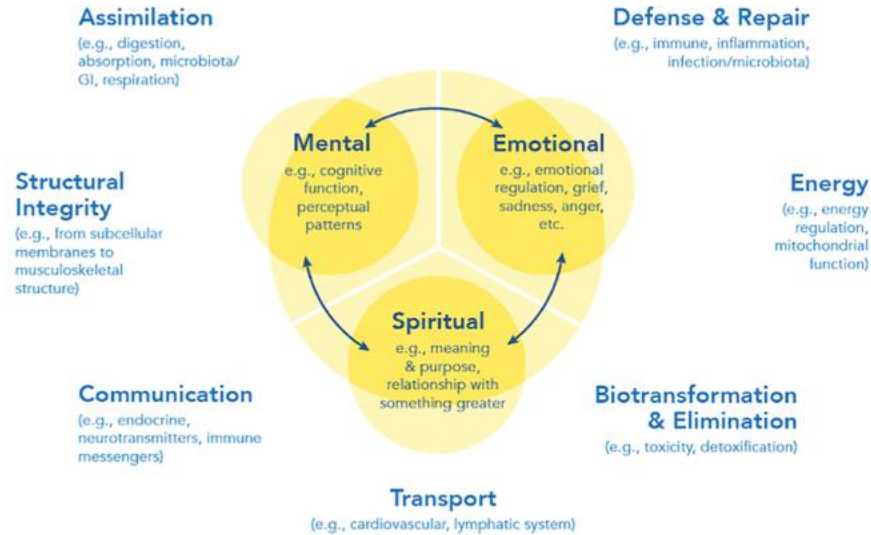 Assimilation
(e.g., digestion,
absorption, microbiota/
GI, respiration)
Defense & Repair
(e.g., immune, inflammation,
infection/microbiota)
Mental
e.g., cognitive
function,
perceptual
patterns
Emotional
e.g., emotional
regulation, grief,
sadness, anger,
etc.
Structural
Integrity
(e.g., from subcellular
membranes to
musculoskeletal
structure)
Energy
(e.g., energy
regulation,
mitochondrial
function)
Spiritual
e.g., meaning
& purpose,
relationship with
something greater
Communication
(e.g., endocrine,
neurotransmitters, immune
messengers)
Biotransformation
& Elimination
(e.g., toxicity, detoxification)
Transport
(e.g., cardiovascular, lymphatic system)